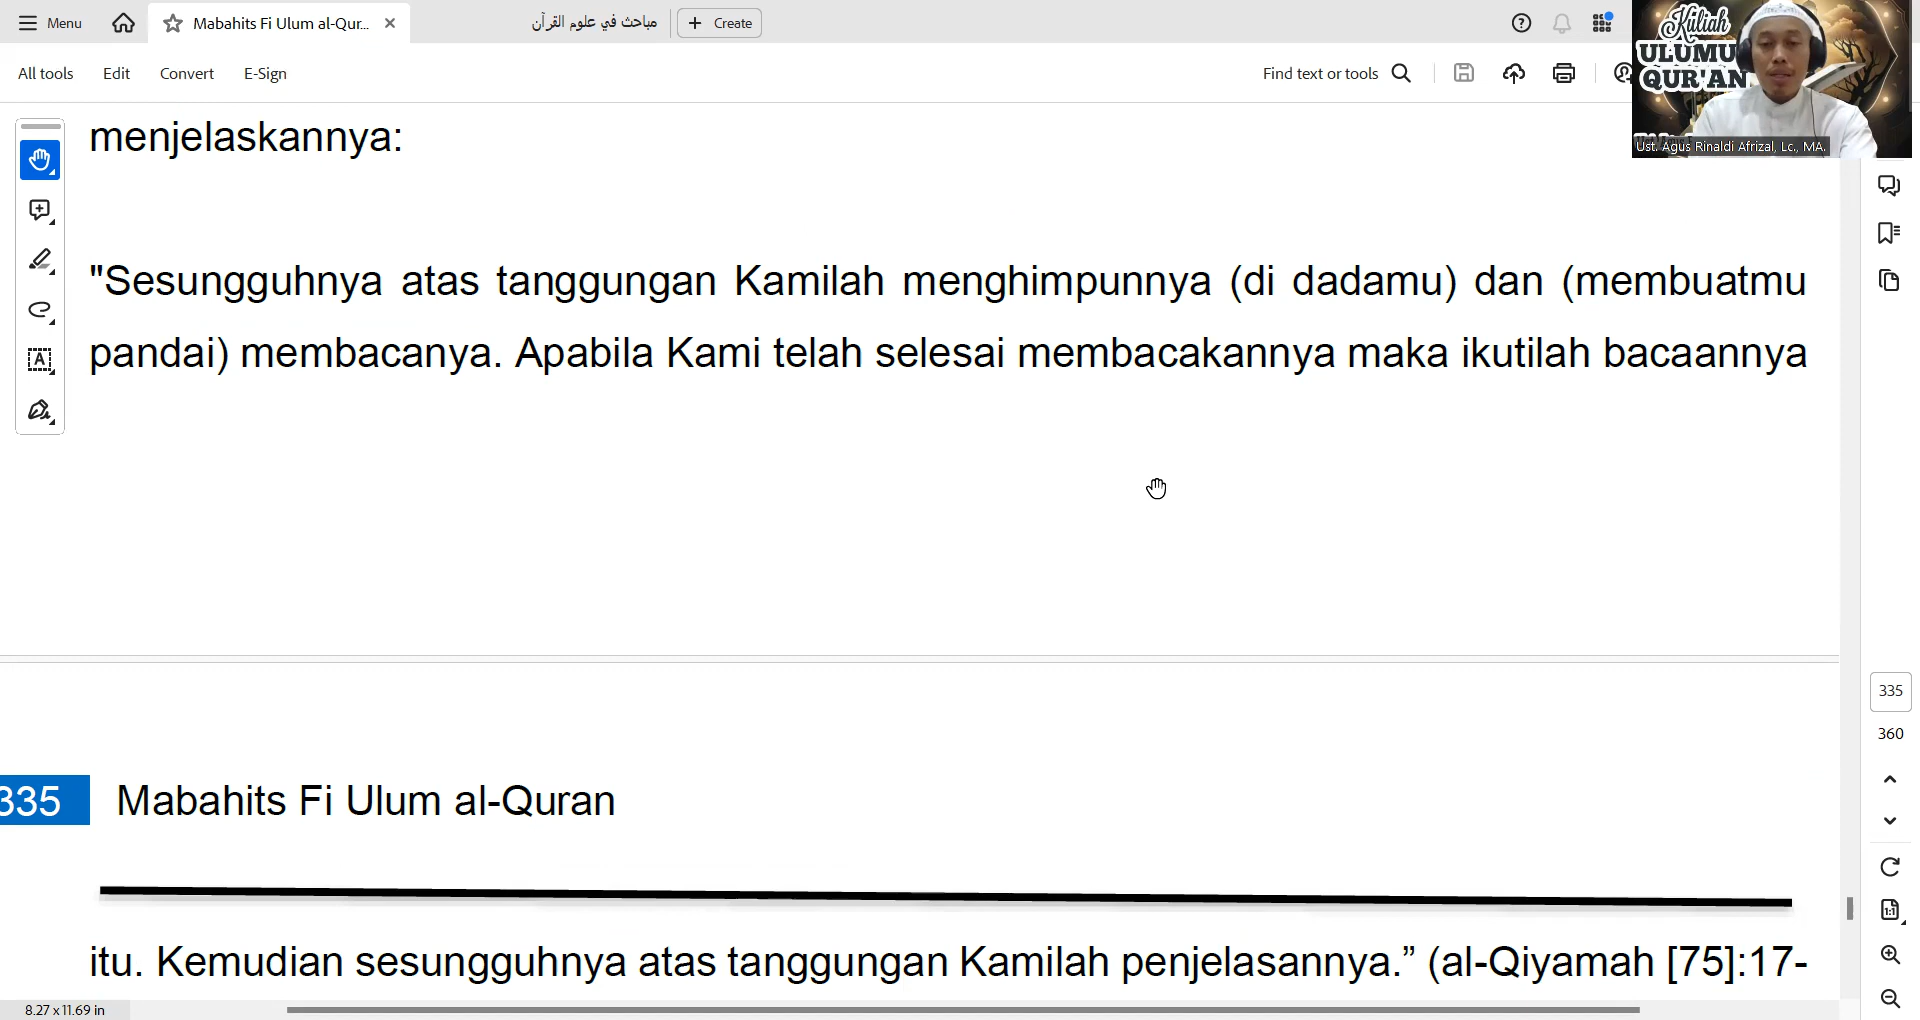 Menu
Mabahits Fi Ulum al-Qur...
مباحث في علوم القرآن
Create
All tools
Edit
Convert
E-Sign
Find text or tools
Kuliah
ULUMU
QUR'AN
Ust. Agus Rinaldi Afrizal, Lc., MA.
menjelaskannya:
"Sesungguhnya atas tanggungan Kamilah menghimpunnya (di dadamu) dan (membuatmu
pandai) membacanya. Apabila Kami telah selesai membacakannya maka ikutilah bacaannya
335
360
335 Mabahits Fi Ulum al-Quran
itu. Kemudian sesungguhnya atas tanggungan Kamilah penjelasannya.” (al-Qiyamah [75]:17-
8.27 x 11.69 in